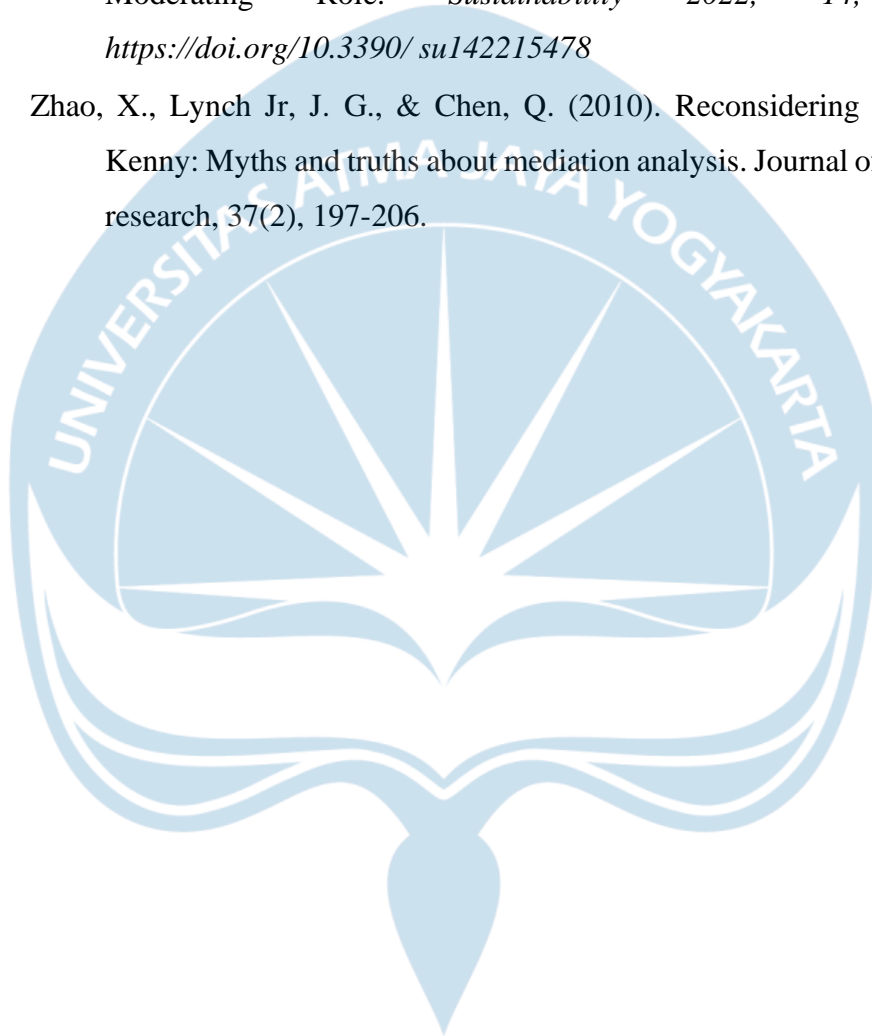 Moderating Role. Sustainability 2022, 14,
https://doi.org/10.3390/ su142215478
Zhao, X., Lynch Jr, J. G., & Chen, Q. (2010). Reconsidering
Kenny: Myths and truths about mediation analysis. Journal of
research, 37(2), 197-206.
UNIVERSITAS ATMA JAYA YOGYAKARTA